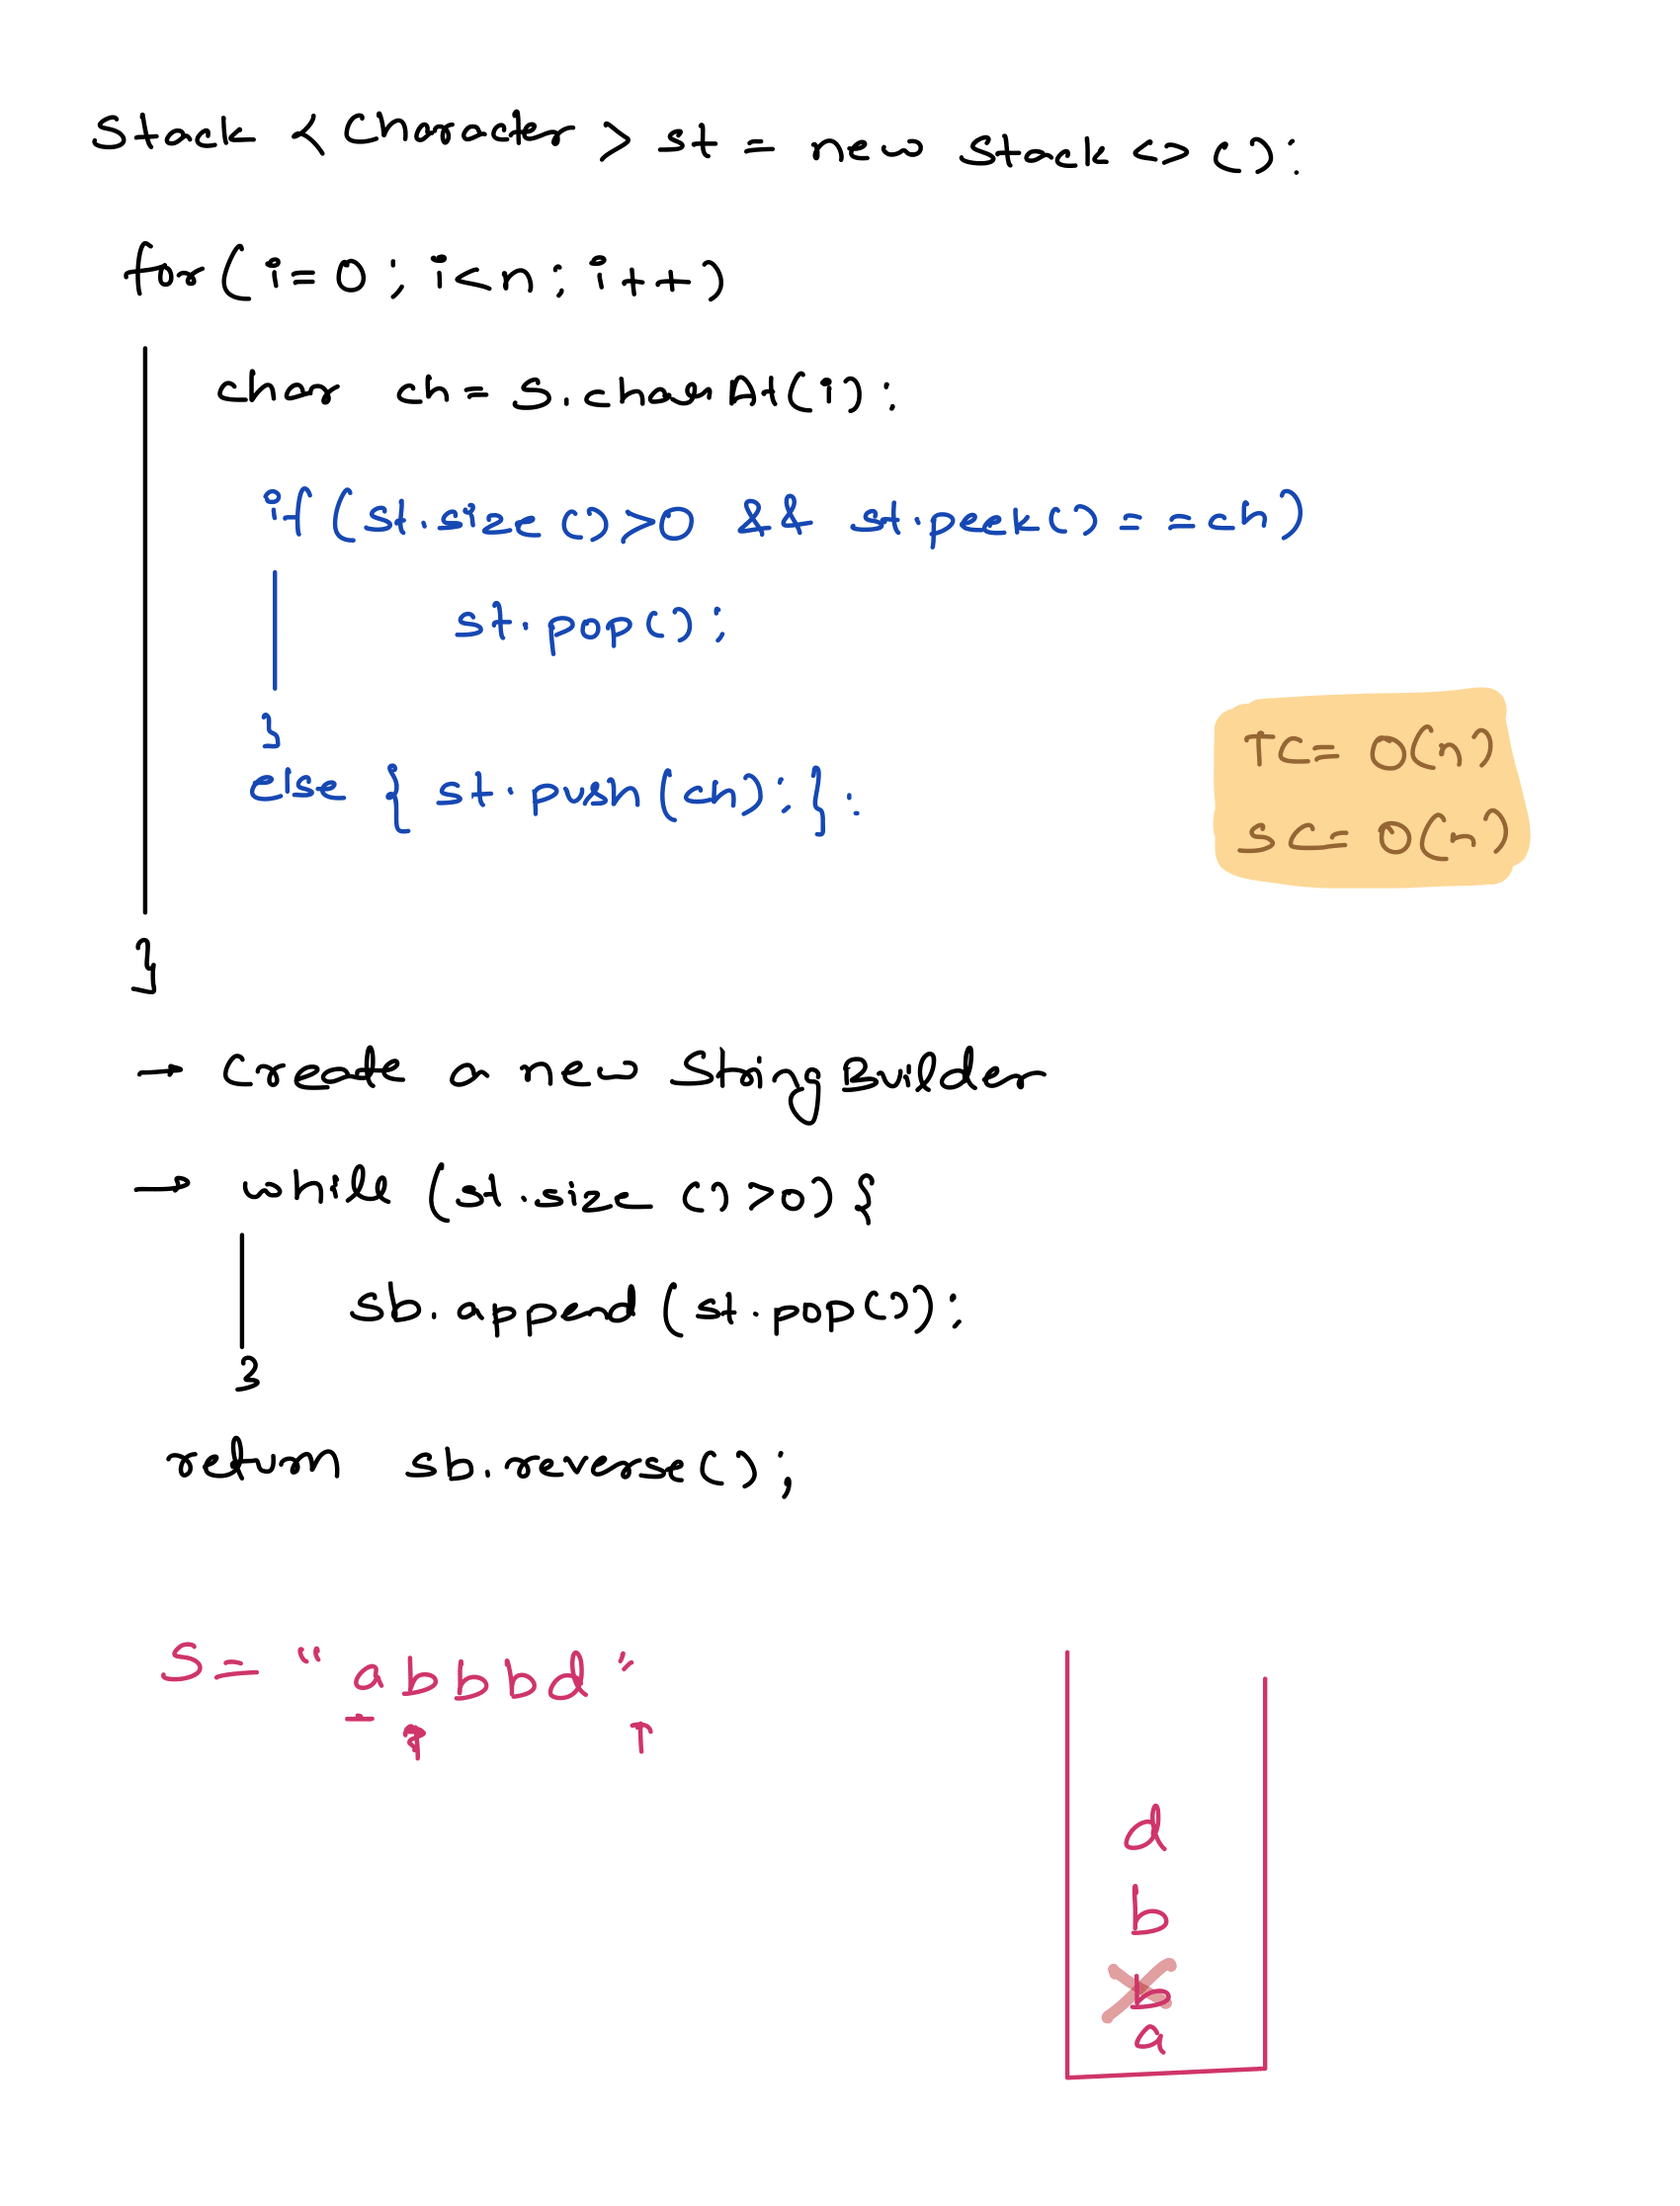 Stack < Character > st = new Stack <> ();
for( i=0 ; i<n ; i++)
char ch = S.charAt(i);
if (st.size()>0 && st.peek() == ch)
st.pop();
}
else { st.push(ch); }.
TC = O(n)
SC = O(n)
}
→ Create a new StringBuilder
→ while (st.size()>0) {
sb.append(st.pop());
}
return sb.reverse();
S = "abbbd"
d
b
b
a